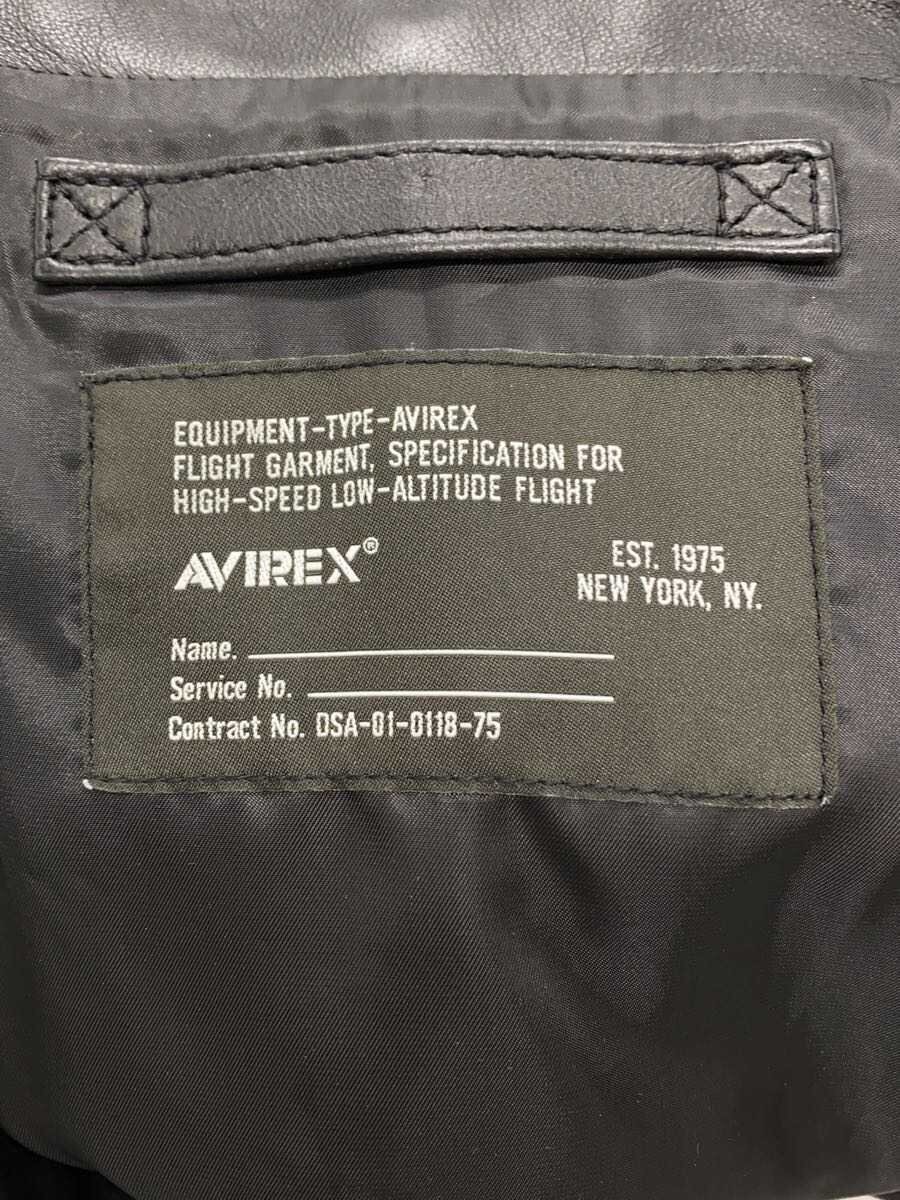 EQUIPMENT-TYPE-AVIREX
FLIGHT GARMENT, SPECIFICATION FOR
HIGH-SPEED LOW-ALTITUDE FLIGHT
AVIREX®
EST. 1975
NEW YORK, NY.
Name.
Service No.
Contract No. DSA-01-0118-75